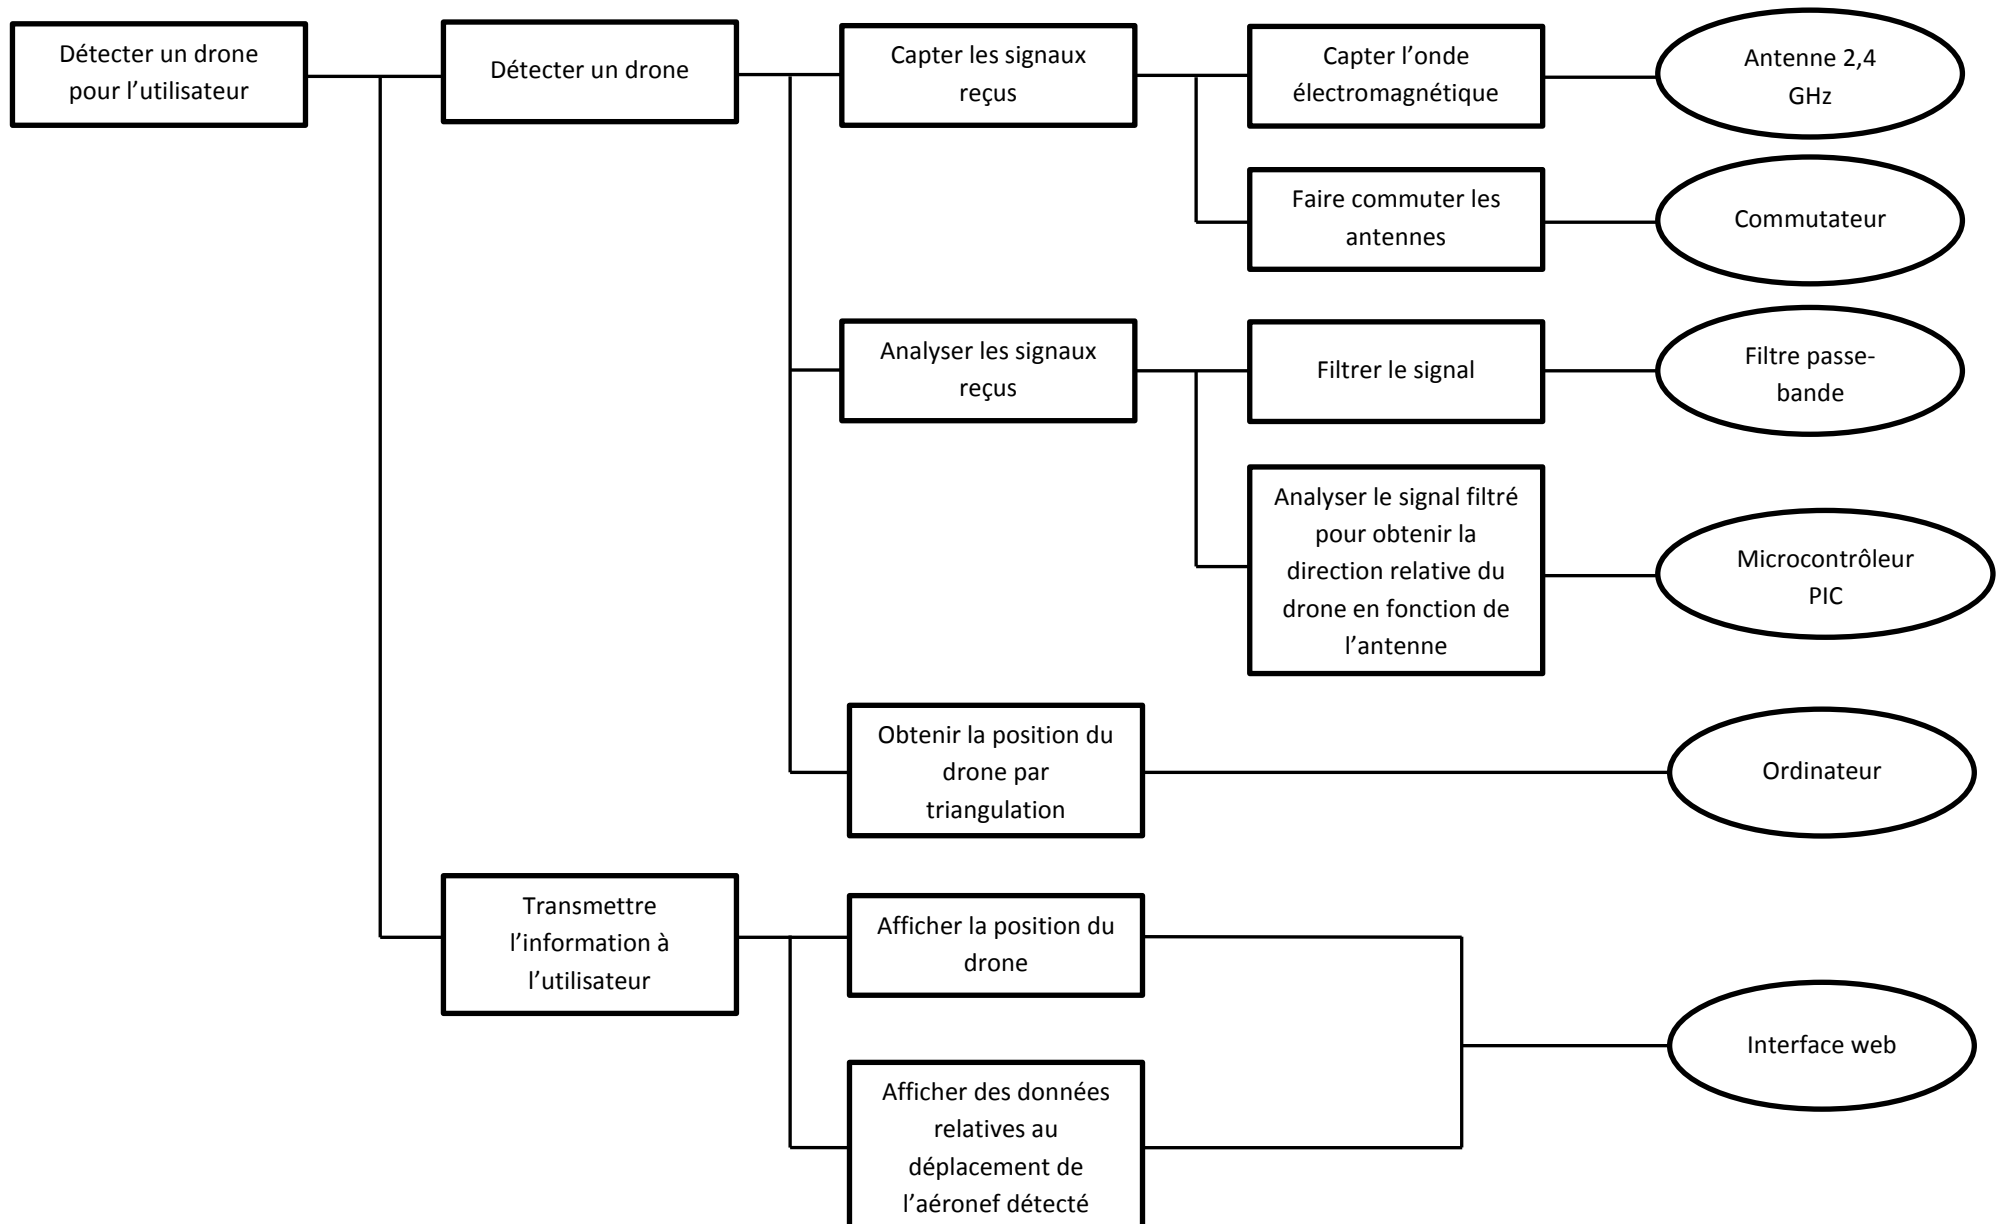 Détecter un drone
pour l’utilisateur
Détecter un drone
Capter les signaux
reçus
Capter l’onde
électromagnétique
Antenne 2,4
GHz
Faire commuter les
antennes
Commutateur
Analyser les signaux
reçus
Filtrer le signal
Filtre passe-
bande
Analyser le signal filtré
pour obtenir la
direction relative du
drone en fonction de
l’antenne
Microcontrôleur
PIC
Obtenir la position du
drone par
triangulation
Ordinateur
Transmettre
l’information à
l’utilisateur
Afficher la position du
drone
Afficher des données
relatives au
déplacement de
l’aéronef détecté
Interface web